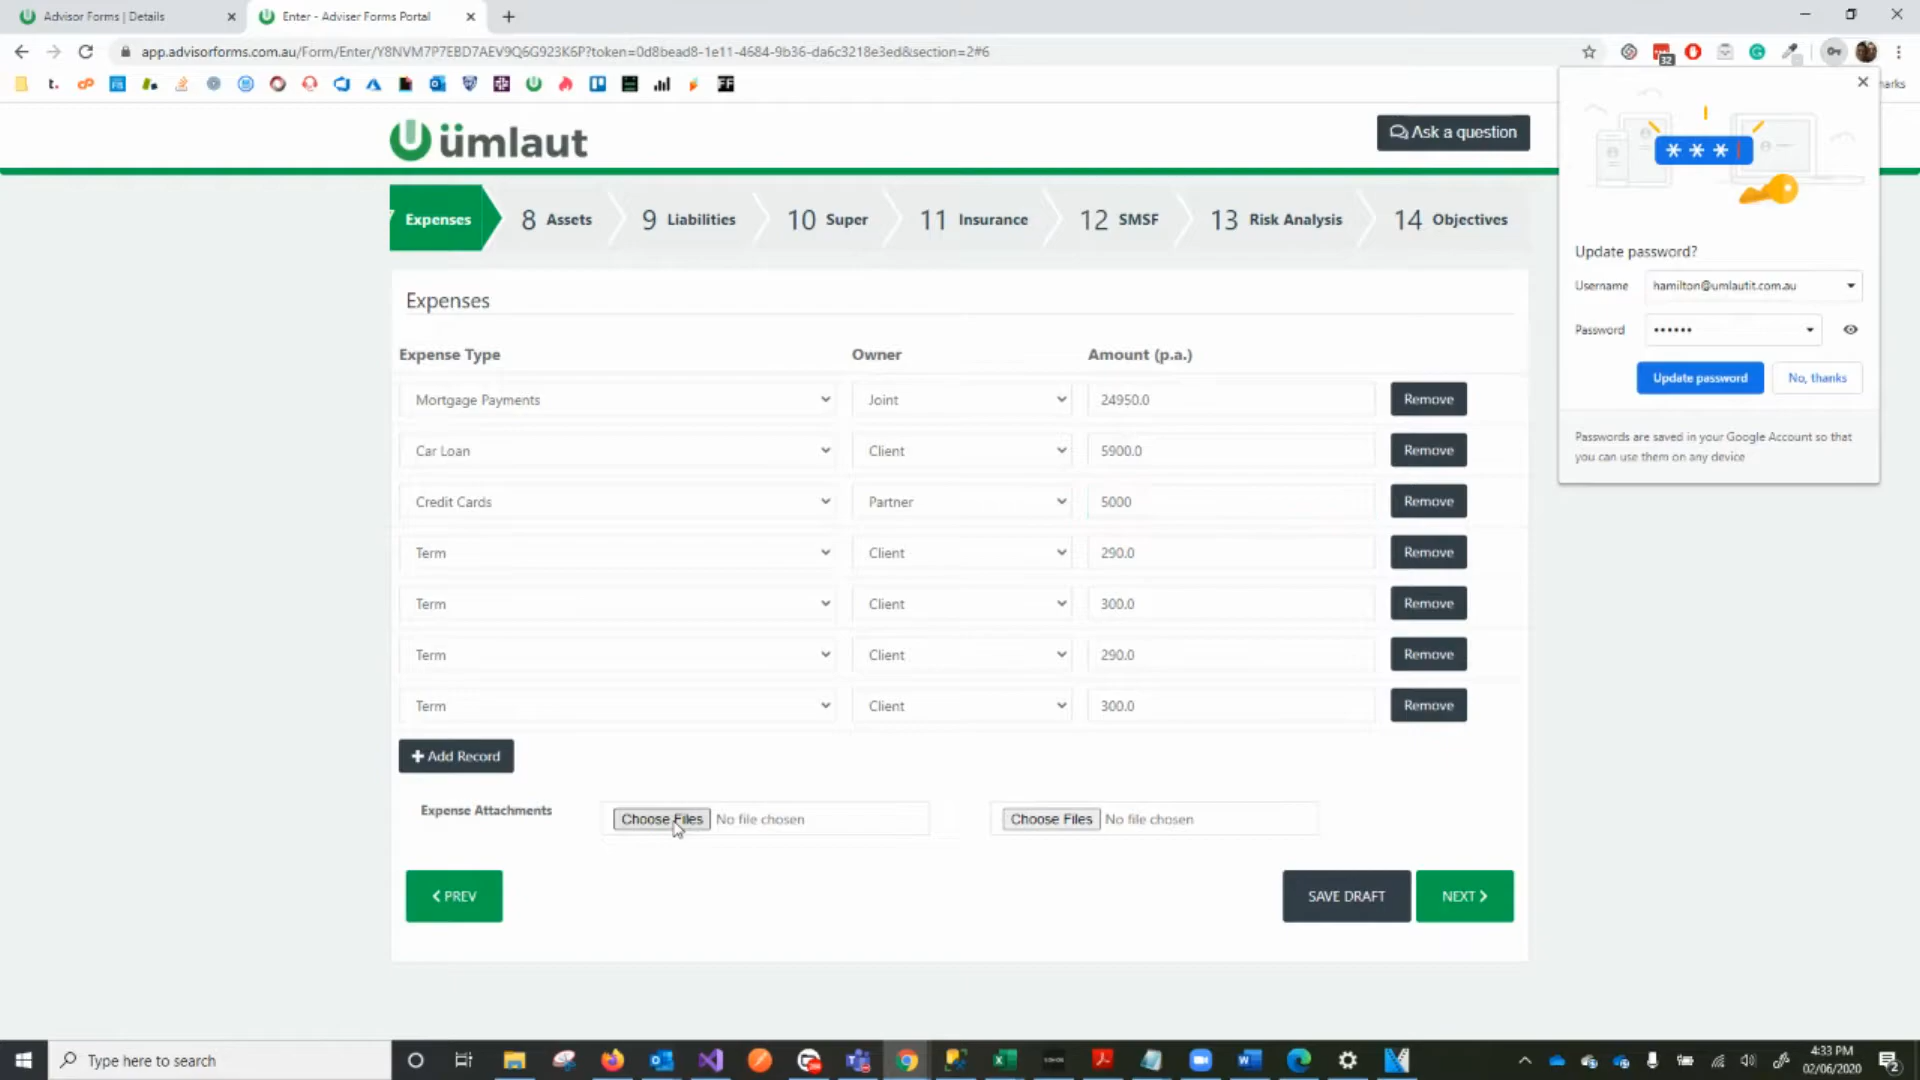 Advisor Forms | Details
Enter - Adviser Forms Portal
app.advisorforms.com.au/Form/Enter/Y8NVM7P7EBD7AEV9Q6G923K6P?token=0d8bead8-1e11-4684-9b36-da6c3218e3ed&section=2#6
32
t.
FF
arks
ümlaut
Ask a question
Expenses
8 Assets
9 Liabilities
10 Super
11 Insurance
12 SMSF
13 Risk Analysis
14 Objectives
Expenses
Expense Type Owner Amount (p.a.)
Mortgage Payments Joint 24950.0 Remove
Car Loan Client 5900.0 Remove
Credit Cards Partner 5000 Remove
Term Client 290.0 Remove
Term Client 300.0 Remove
Term Client 290.0 Remove
Term Client 300.0 Remove
+ Add Record
Expense Attachments Choose Files No file chosen Choose Files No file chosen
PREV SAVE DRAFT NEXT
* * *
Update password?
Username hamilton@umlautit.com.au
Password ••••••
Update password No, thanks
Passwords are saved in your Google Account so that
you can use them on any device
Type here to search
4:33 PM
02/06/2020
2